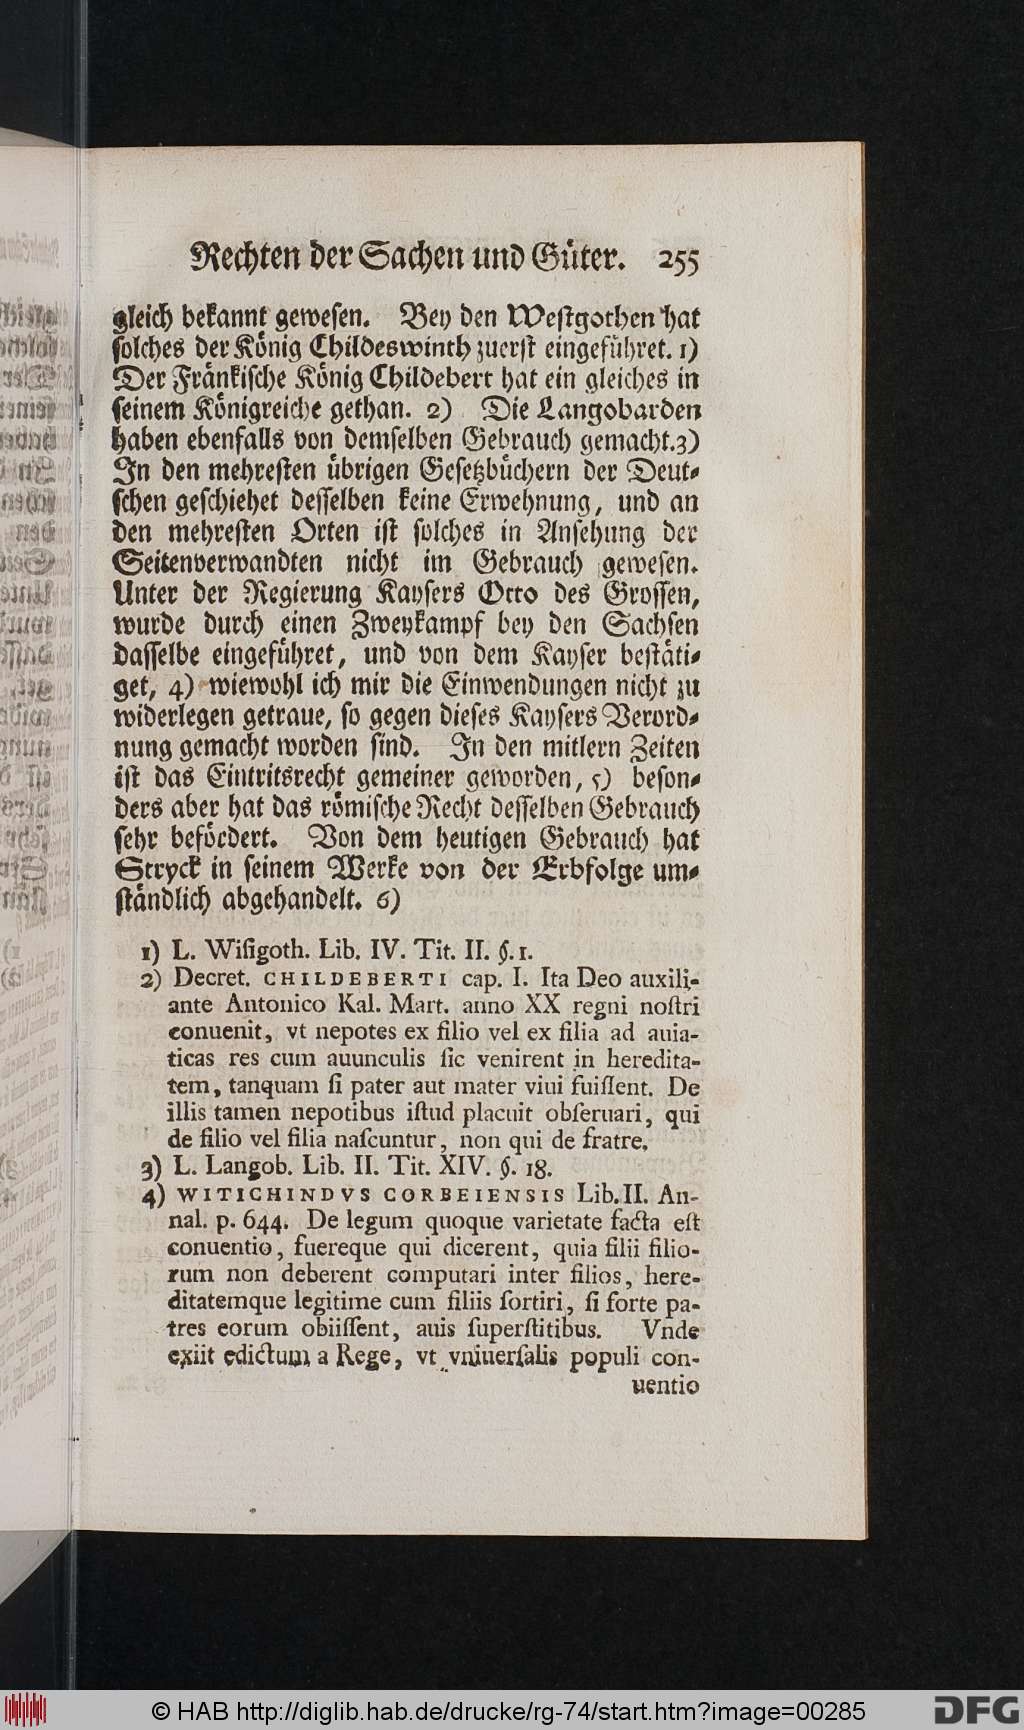 Rechten der Sachen und Güter. 255
gleich bekannt gewesen. Bey den Westgothen hat
solches der König Childeswinth zuerst eingeführet. 1)
Der Fränkische König Childebert hat ein gleiches in
seinem Königreiche gethan. 2) Die Langobarden
haben ebenfalls von demselben Gebrauch gemacht. 3)
In den mehresten übrigen Gesetzbüchern der Deut-
schen geschiehet desselben keine Erwehnung, und an
den mehresten Orten ist solches in Ansehung der
Seitenverwandten nicht im Gebrauch gewesen.
Unter der Regierung Kaysers Otto des Grossen,
wurde durch einen Zweykampf bey den Sachsen
dasselbe eingeführet, und von dem Kayser bestäti-
get, 4) wiewohl ich mir die Einwendungen nicht zu
widerlegen getraue, so gegen dieses Kaysers Verord-
nung gemacht worden sind. In den mitlern Zeiten
ist das Eintritsrecht gemeiner geworden, 5) beson-
ders aber hat das römische Recht desselben Gebrauch
sehr befördert. Von dem heutigen Gebrauch hat
Stryck in seinem Werke von der Erbfolge um-
ständlich abgehandelt. 6)
1) L. Wiſigoth. Lib. IV. Tit. II. §. 1.
2) Decret. CHILDEBERTI cap. I. Ita Deo auxili-
ante Antonico Kal. Mart. anno XX regni noſtri
conuenit, vt nepotes ex filio vel ex filia ad auia-
ticas res cum auunculis ſic venirent in heredita-
tem, tanquam ſi pater aut mater viui fuiſſent. De
illis tamen nepotibus iſtud placuit obſeruari, qui
de filio vel filia naſcuntur, non qui de fratre.
3) L. Langob. Lib. II. Tit. XIV. §. 18.
4) WITICHINDVS CORBEIENSIS Lib. II. An-
nal. p. 644. De legum quoque varietate facta eſt
conuentio, fuereque qui dicerent, quia filii filio-
rum non deberent computari inter filios, here-
ditatemque legitime cum filiis ſortiri, ſi forte pa-
tres eorum obiiſſent, auis ſuperſtitibus. Vnde
exiit edictum a Rege, vt vniuerſalis populi con-
uentio
© HAB http://diglib.hab.de/drucke/rg-74/start.htm?image=00285
DFG